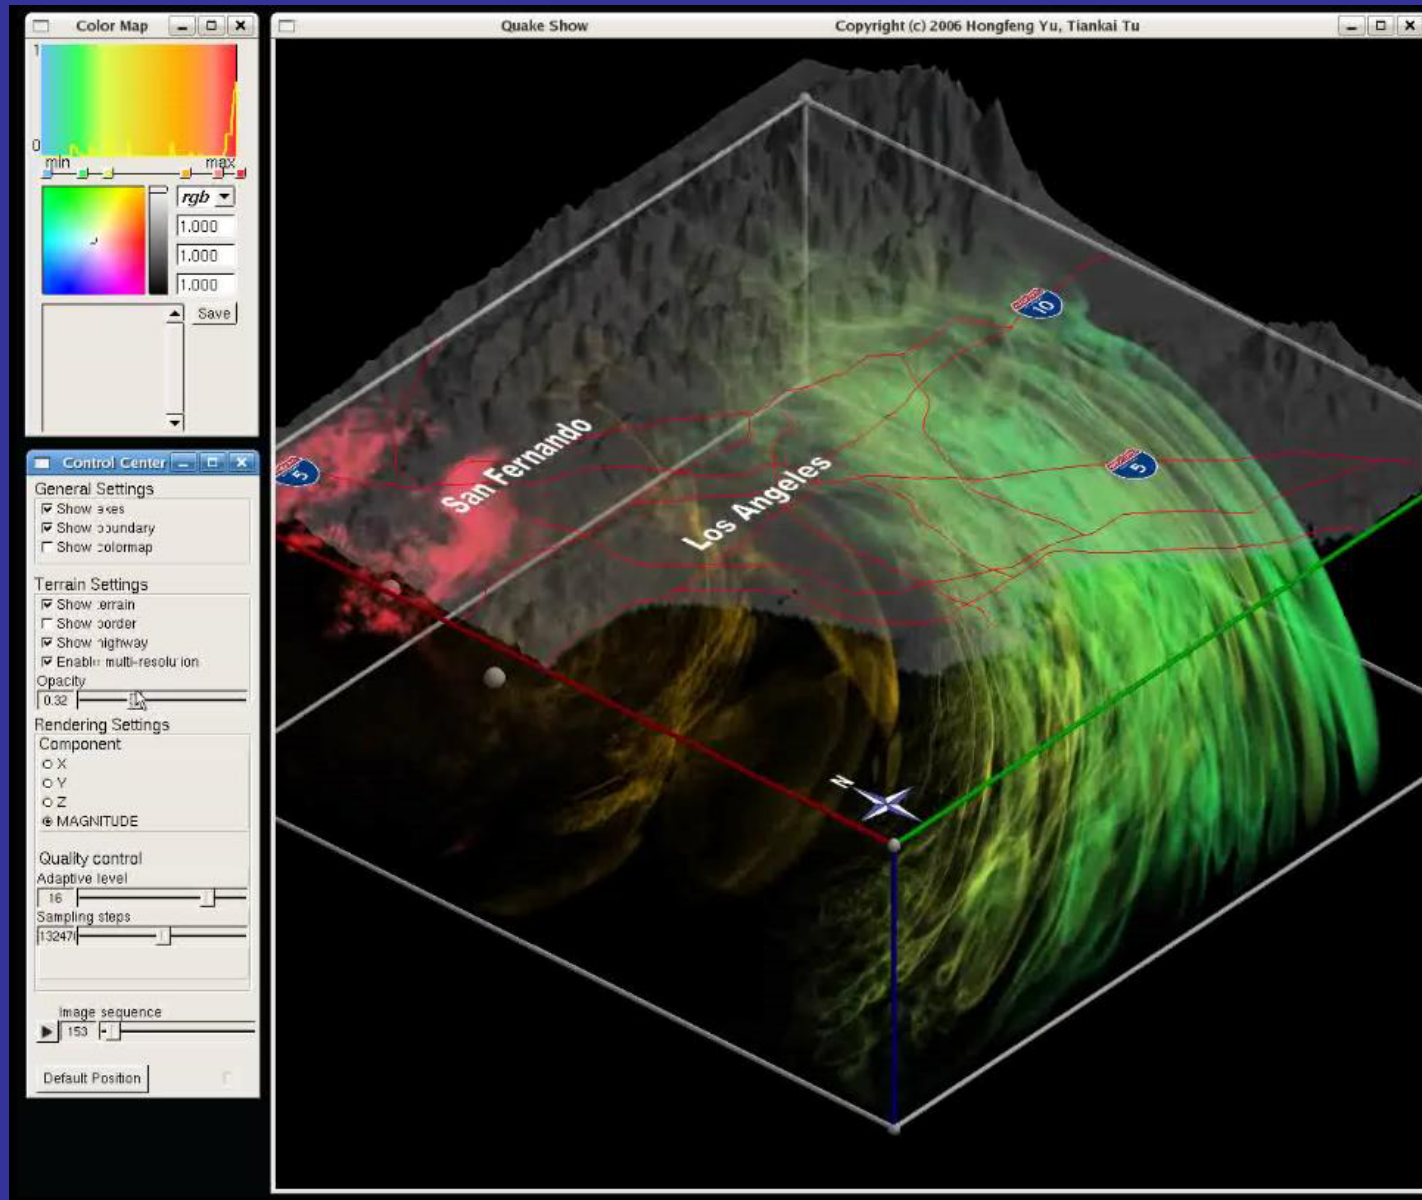 Color Map
1
0
min max
rgb
1.000
1.000
1.000
Save
Control Center
General Settings
Show axes
Show boundary
Show colormap
Terrain Settings
Show terrain
Show border
Show highway
Enable multi-resolution
Opacity
0.32
Rendering Settings
Component
X
Y
Z
MAGNITUDE
Quality control
Adaptive level
16
Sampling steps
Image sequence
153
Default Position
Quake Show Copyright (c) 2006 Hongfeng Yu, Tiankai Tu
10
5
5
San Fernando
Los Angeles
N